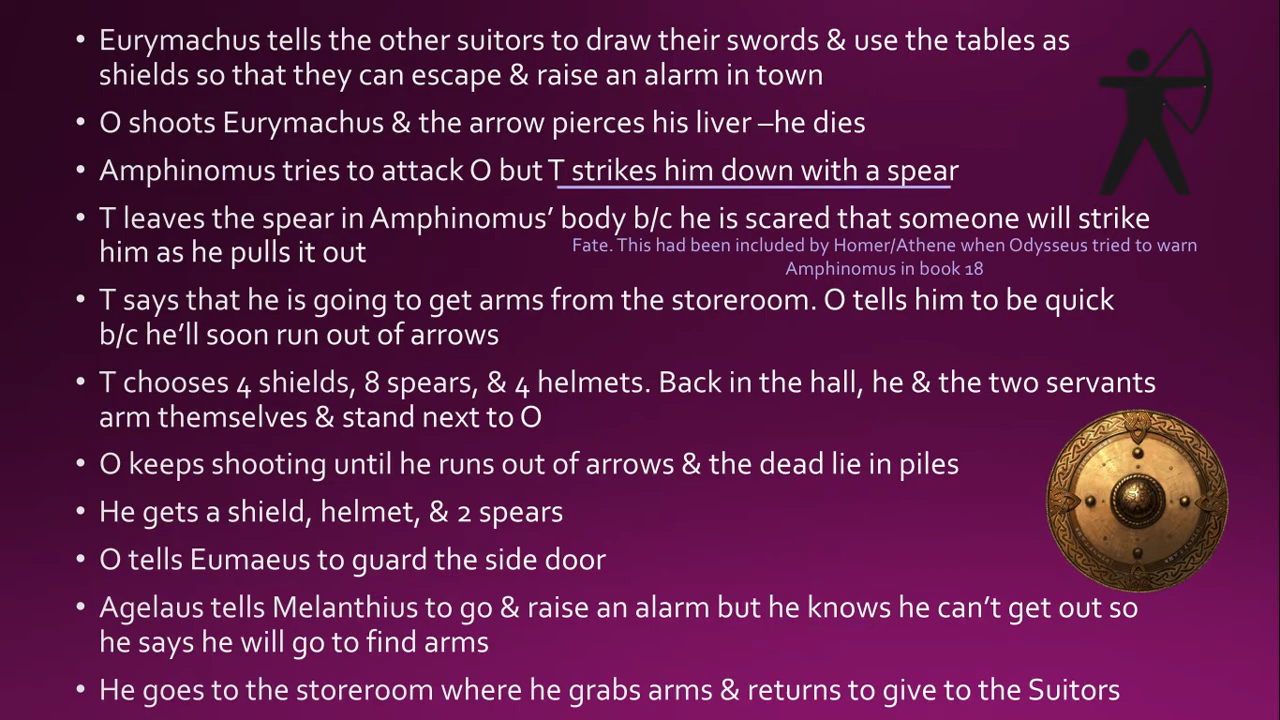 • Eurymachus tells the other suitors to draw their swords & use the tables as
shields so that they can escape & raise an alarm in town
• O shoots Eurymachus & the arrow pierces his liver –he dies
• Amphinomus tries to attack O but T strikes him down with a spear
• T leaves the spear in Amphinomus’ body b/c he is scared that someone will strike
him as he pulls it out
Fate. This had been included by Homer/Athene when Odysseus tried to warn
Amphinomus in book 18
• T says that he is going to get arms from the storeroom. O tells him to be quick
b/c he’ll soon run out of arrows
• T chooses 4 shields, 8 spears, & 4 helmets. Back in the hall, he & the two servants
arm themselves & stand next to O
• O keeps shooting until he runs out of arrows & the dead lie in piles
• He gets a shield, helmet, & 2 spears
• O tells Eumaeus to guard the side door
• Agelaus tells Melanthius to go & raise an alarm but he knows he can’t get out so
he says he will go to find arms
• He goes to the storeroom where he grabs arms & returns to give to the Suitors